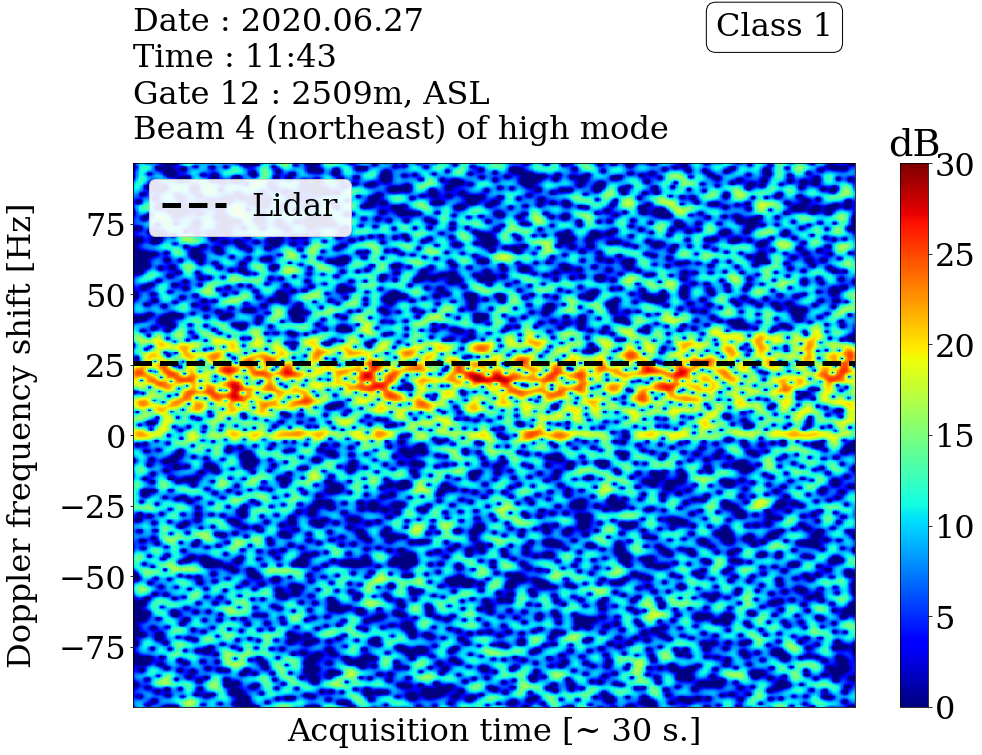 Date : 2020.06.27
Time : 11:43
Gate 12 : 2509m, ASL
Beam 4 (northeast) of high mode
Class 1
dB
Lidar
Doppler frequency shift [Hz]
75
50
25
0
−25
−50
−75
30
25
20
15
10
5
0
Acquisition time [~ 30 s.]